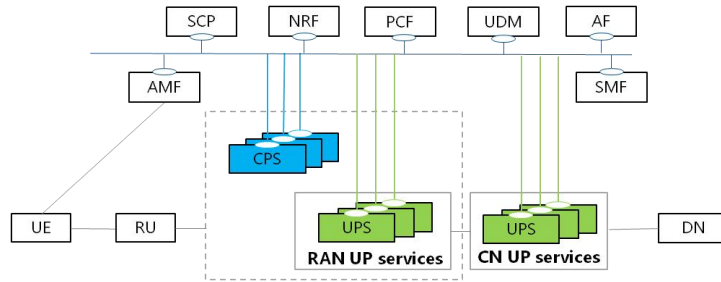 SCP
NRF
PCF
UDM
AF
AMF
SMF
CPS
UE
RU
UPS
UPS
DN
RAN UP services
CN UP services